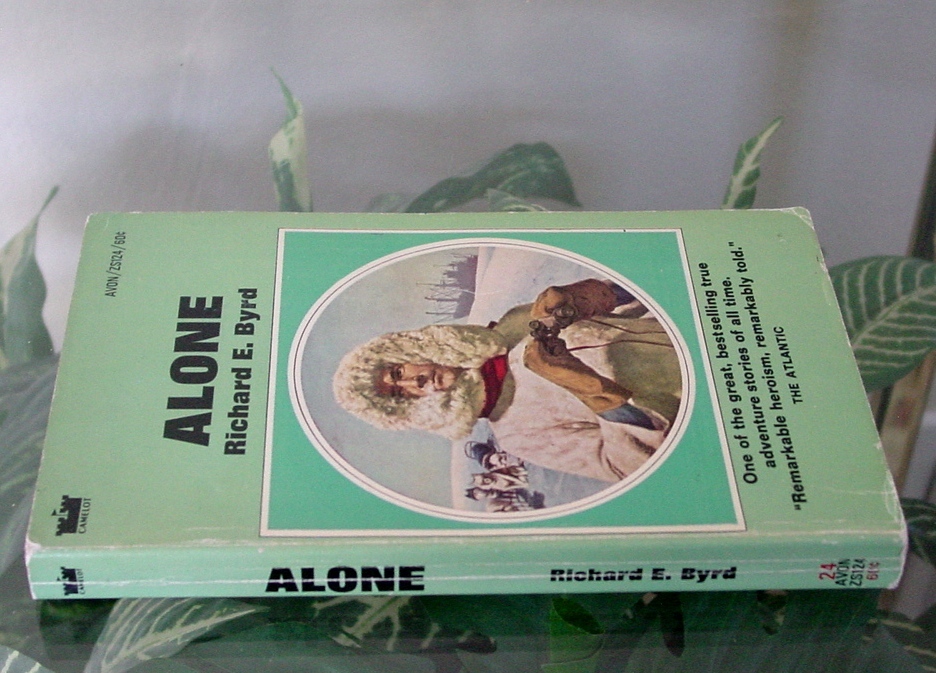 AVON/ZS124/60¢
ALONE
Richard E. Byrd
CAMELOT
One of the great, bestselling true
adventure stories of all time.
"Remarkable heroism, remarkably told."
THE ATLANTIC
CAMELOT
ALONE
Richard E. Byrd
24
AVON
ZS124
60¢